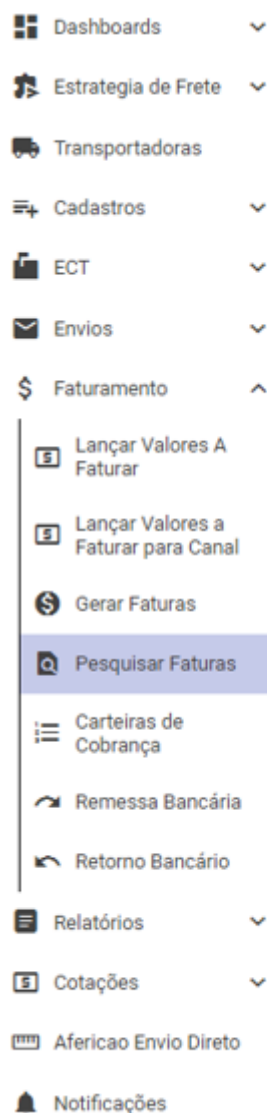 Dashboards
Estrategia de Frete
Transportadoras
Cadastros
ECT
Envios
$ Faturamento
Lançar Valores A
Faturar
Lançar Valores a
Faturar para Canal
Gerar Faturas
Pesquisar Faturas
Carteiras de
Cobrança
Remessa Bancária
Retorno Bancário
Relatórios
Cotações
Afericao Envio Direto
Notificações